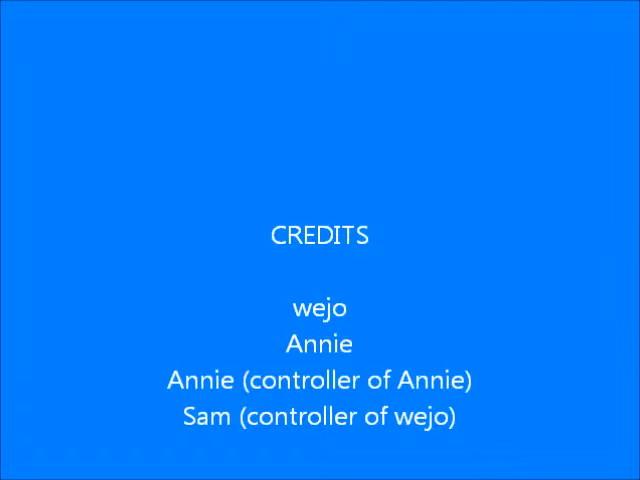 CREDITS
wejo
Annie
Annie (controller of Annie)
Sam (controller of wejo)